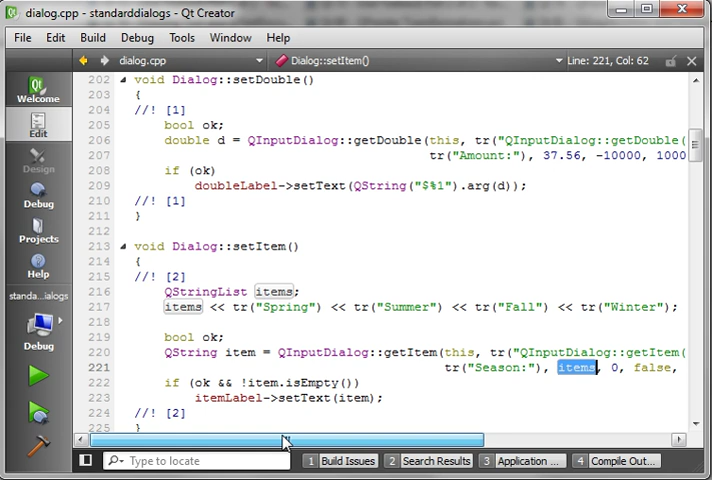 dialog.cpp - standarddialogs - Qt Creator
File Edit Build Debug Tools Window Help
dialog.cpp Dialog::setItem() Line: 221, Col: 62
Qt
Welcome
Edit
Design
Debug
Projects
Help
standa...ialogs
Debug
202 void Dialog::setDouble()
203 {
204 //! [1]
205 bool ok;
206 double d = QInputDialog::getDouble(this, tr("QInputDialog::getDouble(
207 tr("Amount:"), 37.56, -10000, 1000
208 if (ok)
209 doubleLabel->setText(QString("$%1").arg(d));
210 //! [1]
211 }
212
213 void Dialog::setItem()
214 {
215 //! [2]
216 QStringList items;
217 items << tr("Spring") << tr("Summer") << tr("Fall") << tr("Winter");
218
219 bool ok;
220 QString item = QInputDialog::getItem(this, tr("QInputDialog::getItem(
221 tr("Season:"), items, 0, false,
222 if (ok && !item.isEmpty())
223 itemLabel->setText(item);
224 //! [2]
225 }
Type to locate 1 Build Issues 2 Search Results 3 Application ... 4 Compile Out...